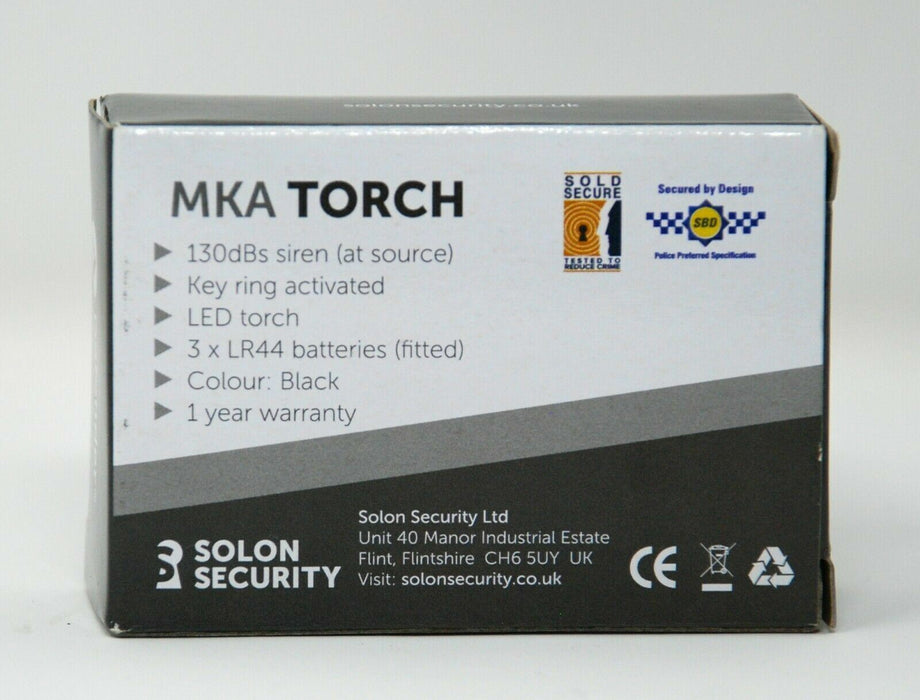 solonsecurity.co.uk
MKA TORCH
130dBs siren (at source)
Key ring activated
LED torch
3 x LR44 batteries (fitted)
Colour: Black
1 year warranty
SOLD
SECURE
TESTED TO
REDUCE CRIME
Secured by Design
SBD
Police Preferred Specification
SOLON
SECURITY
Solon Security Ltd
Unit 40 Manor Industrial Estate
Flint, Flintshire CH6 5UY UK
Visit: solonsecurity.co.uk
CE